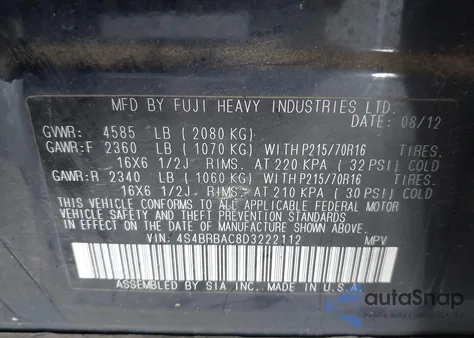 MFD BY FUJI HEAVY INDUSTRIES LTD.
DATE: 08/12
GVWR: 4585 LB (2080 KG)
GAWR:F 2360 LB (1070 KG) WITH P215/70R16 TIRES.
16X6 1/2J RIMS. AT 220 KPA (32 PSI) COLD
GAWR:R 2340 LB (1060 KG) WITH P215/70R16 TIRES.
16X6 1/2J RIMS. AT 210 KPA (30 PSI) COLD
THIS VEHICLE CONFORMS TO ALL APPLICABLE FEDERAL MOTOR
VEHICLE SAFETY AND THEFT PREVENTION STANDARDS
IN EFFECT ON THE DATE OF MANUFACTURE SHOWN ABOVE.
VIN: 4S4BRBAC8D3222112 MPV
ASSEMBLED BY SIA, INC. MADE IN U.S.A.
autoSnap